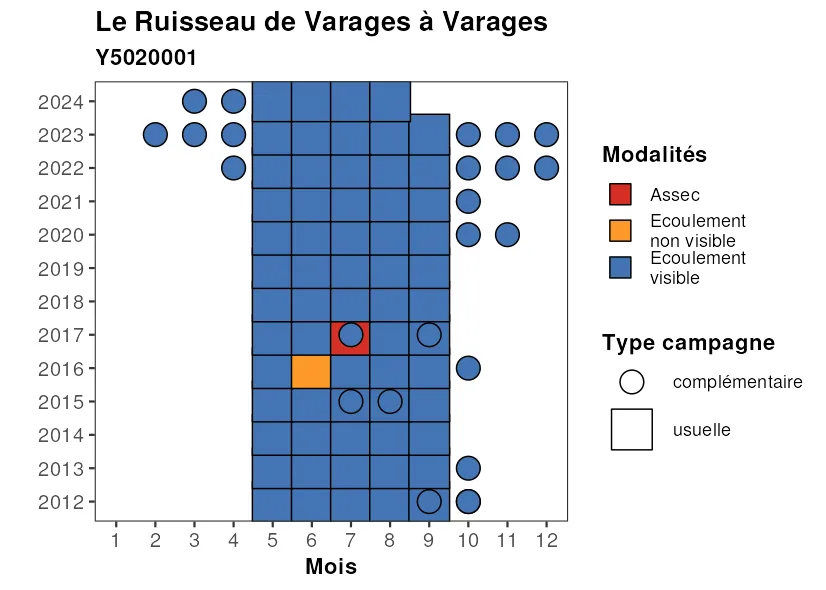 Le Ruisseau de Varages à Varages
Y5020001
2024
2023
2022
2021
2020
2019
2018
2017
2016
2015
2014
2013
2012
1 2 3 4 5 6 7 8 9 10 11 12
Mois
Modalités
Assec
Ecoulement
non visible
Ecoulement
visible
Type campagne
complémentaire
usuelle